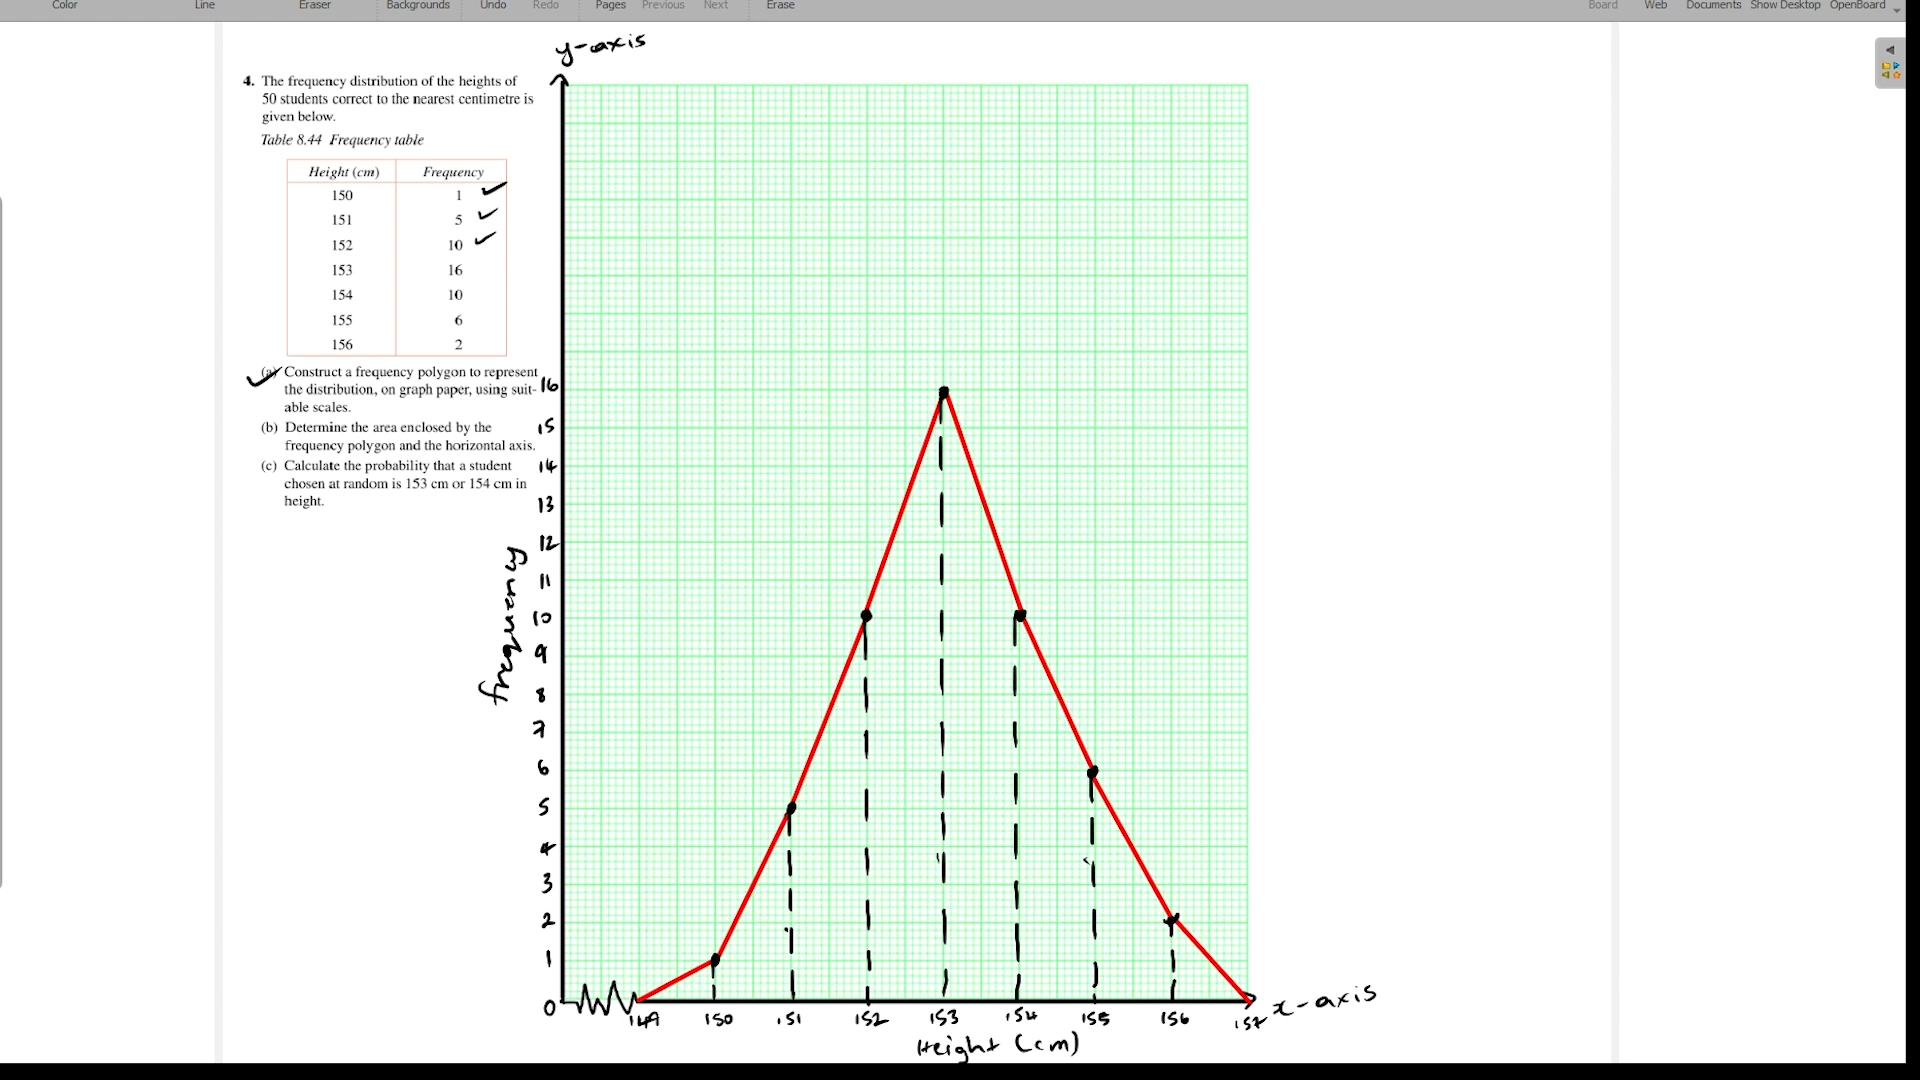 Color Line Eraser Backgrounds Undo Redo Pages Previous Next Erase Board Web Documents Show Desktop OpenBoard
y-axis
4. The frequency distribution of the heights of
50 students correct to the nearest centimetre is
given below.
Table 8.44 Frequency table
Height (cm) Frequency
150 1
151 5
152 10
153 16
154 10
155 6
156 2
(a) Construct a frequency polygon to represent
the distribution, on graph paper, using suit-
able scales.
(b) Determine the area enclosed by the
frequency polygon and the horizontal axis.
(c) Calculate the probability that a student
chosen at random is 153 cm or 154 cm in
height.
16
15
14
13
12
11
10
9
8
7
6
5
4
3
2
1
0
frequency
149 150 151 152 153 154 155 156 157
x-axis
Height (cm)